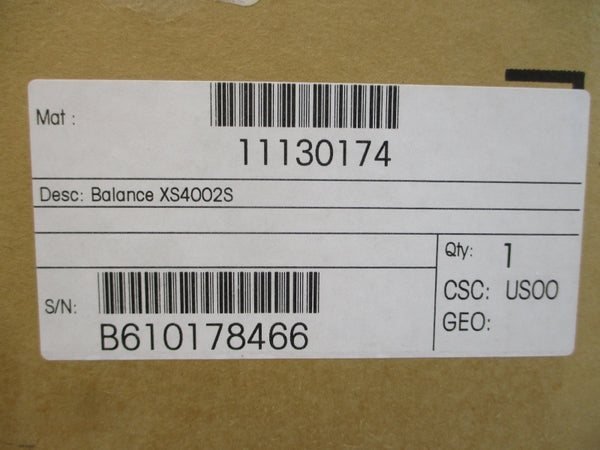 Mat :
11130174
Desc: Balance XS4002S
Qty: 1
S/N:
B610178466
CSC: US00
GEO: